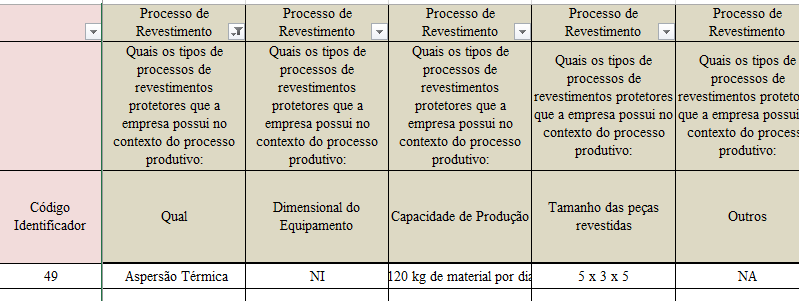 Processo de
Revestimento
Processo de
Revestimento
Processo de
Revestimento
Processo de
Revestimento
Processo de
Revestimento
Quais os tipos de
processos de
revestimentos
protetores que a
empresa possui no
contexto do processo
produtivo:
Quais os tipos de
processos de
revestimentos
protetores que a
empresa possui no
contexto do processo
produtivo:
Quais os tipos de
processos de
revestimentos
protetores que a
empresa possui no
contexto do processo
produtivo:
Quais os tipos de
processos de
revestimentos protetores
que a empresa possui no
contexto do processo
produtivo:
Quais os tipos de
processos de
revestimentos proteto
que a empresa possui
contexto do process
produtivo:
Código
Identificador
Qual
Dimensional do
Equipamento
Capacidade de Produção
Tamanho das peças
revestidas
Outros
49
Aspersão Térmica
NI
120 kg de material por dia
5 x 3 x 5
NA